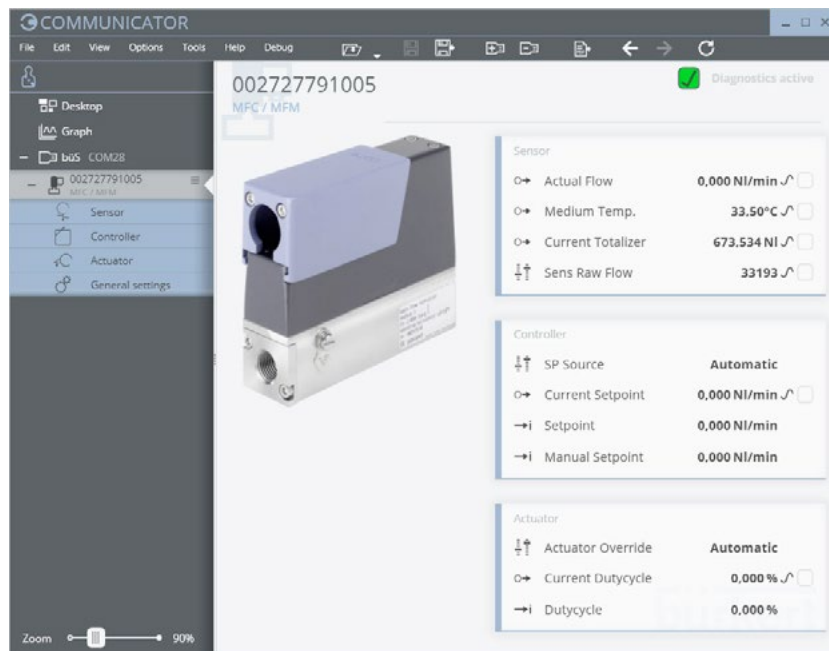 COMMUNICATOR
File Edit View Options Tools Help Debug
Desktop
Graph
büS COM28
002727791005
MFC / MFM
Sensor
Controller
Actuator
General settings
Zoom 90%
002727791005
MFC / MFM
Diagnostics active
Sensor
Actual Flow 0,000 Nl/min
Medium Temp. 33.50°C
Current Totalizer 673,534 Nl
Sens Raw Flow 33193
Controller
SP Source Automatic
Current Setpoint 0,000 Nl/min
Setpoint 0,000 Nl/min
Manual Setpoint 0,000 Nl/min
Actuator
Actuator Override Automatic
Current Dutycycle 0,000 %
Dutycycle 0,000 %